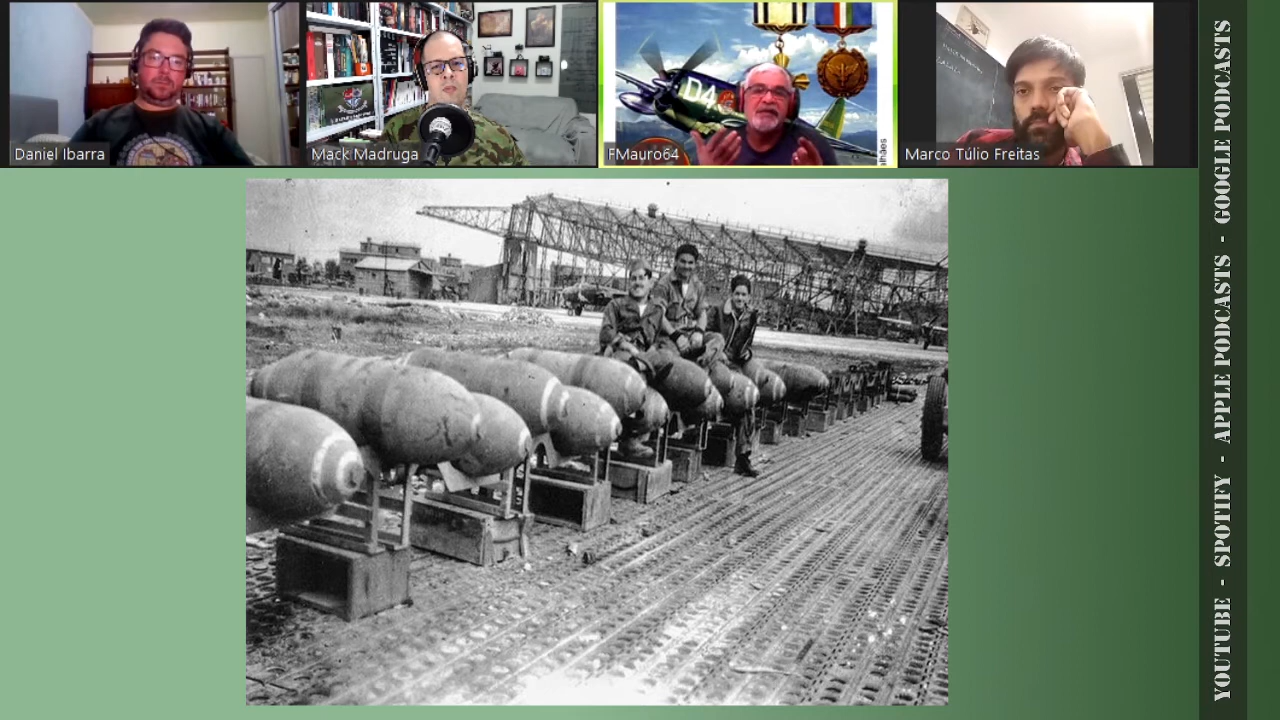 Daniel Ibarra
Mack Madruga
D4
FMauro64
Marco Túlio Freitas
YOUTUBE - SPOTIFY - APPLE PODCASTS - GOOGLE PODCASTS